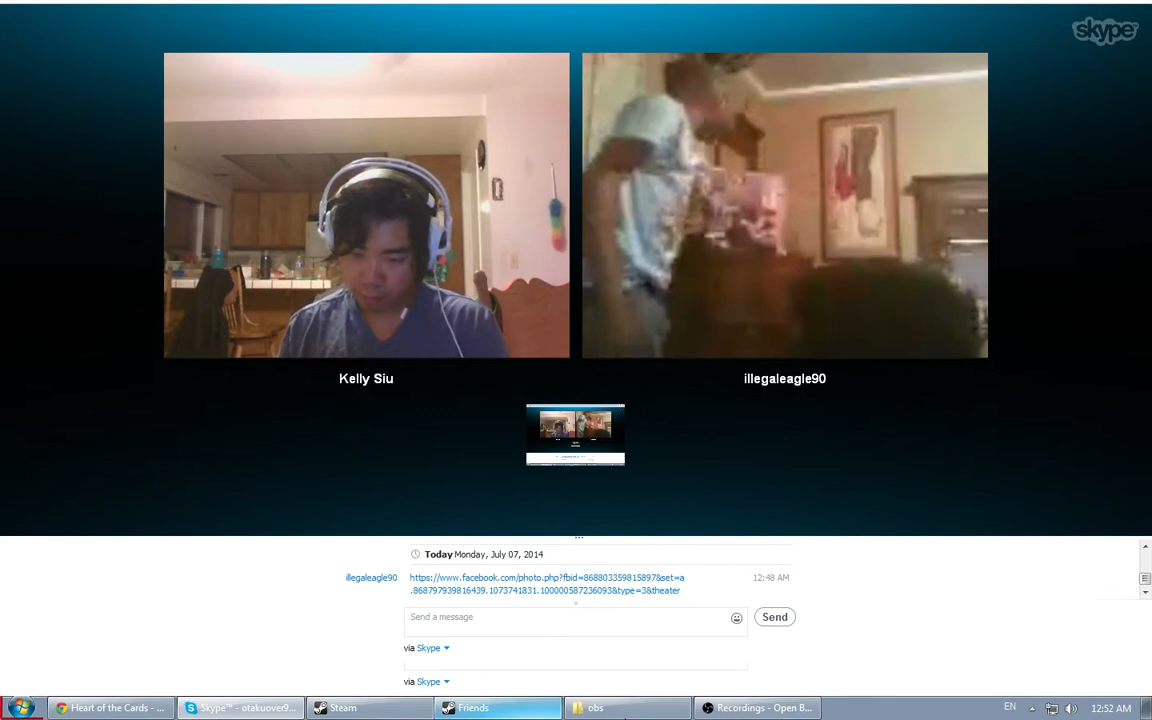 skype
Kelly Siu
illegaleagle90
Today Monday, July 07, 2014
illegaleagle90
https://www.facebook.com/photo.php?fbid=868803359815897&set=a
.868797939816439.1073741831.100000587236093&type=3&theater
12:48 AM
Send a message
Send
via Skype
via Skype
Heart of the Cards - ...
Skype™ - otakuover9...
Steam
Friends
obs
Recordings - Open B...
EN
12:52 AM